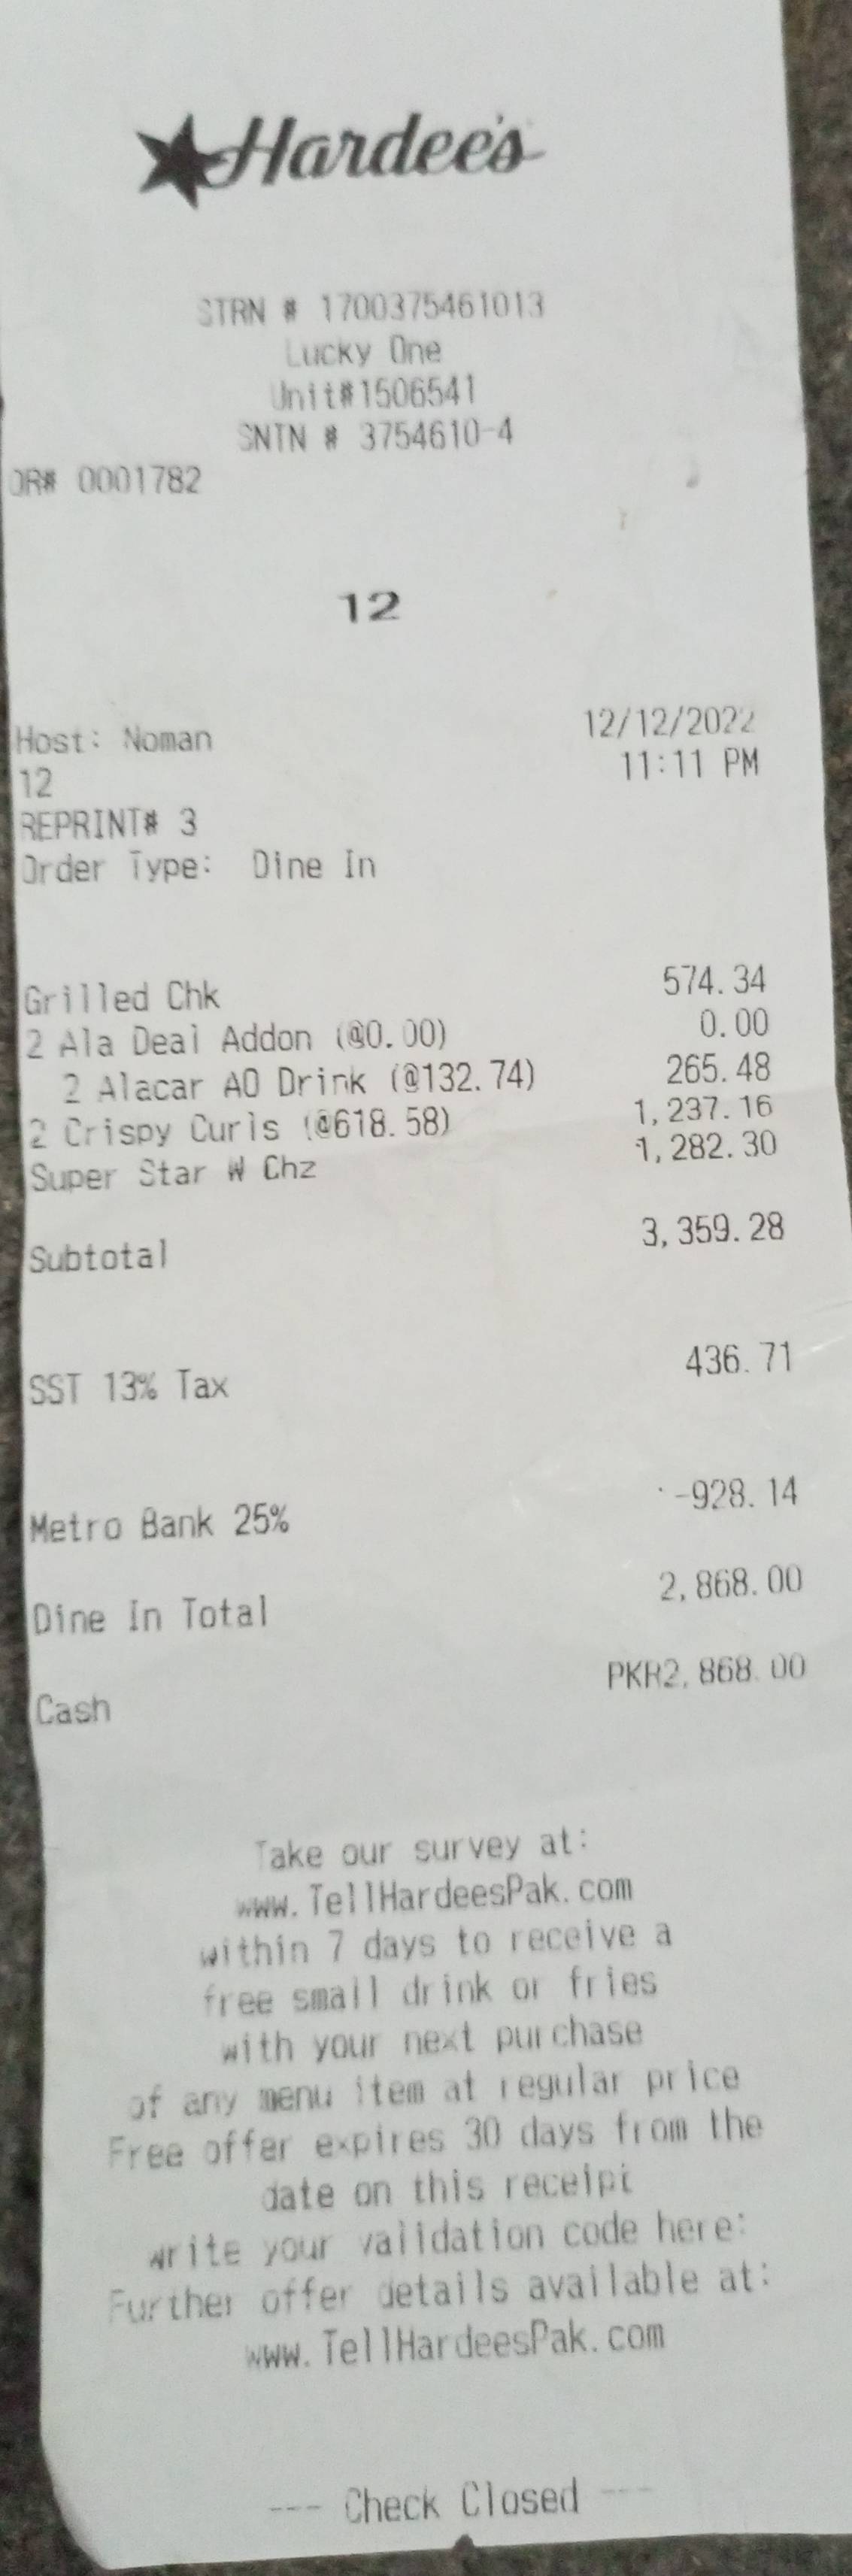 Hardee's
STRN # 1700375461013
Lucky One
Unit#1506541
SNTN # 3754610-4
OR# 0001782
12
Host: Noman 12/12/2022
12 11:11 PM
REPRINT# 3
Order Type: Dine In
Grilled Chk 574.34
2 Ala Deal Addon (@0.00) 0.00
2 Alacar AO Drink (@132.74) 265.48
2 Crispy Curls (@618.58) 1,237.16
Super Star W Chz 1,282.30
Subtotal 3,359.28
SST 13% Tax 436.71
Metro Bank 25% -928.14
Dine In Total 2,868.00
Cash PKR2,868.00
Take our survey at:
www.TellHardeesPak.com
within 7 days to receive a
free small drink or fries
with your next purchase
of any menu item at regular price
Free offer expires 30 days from the
date on this receipt
write your validation code here:
Further offer details available at:
www.TellHardeesPak.com
--- Check Closed ---